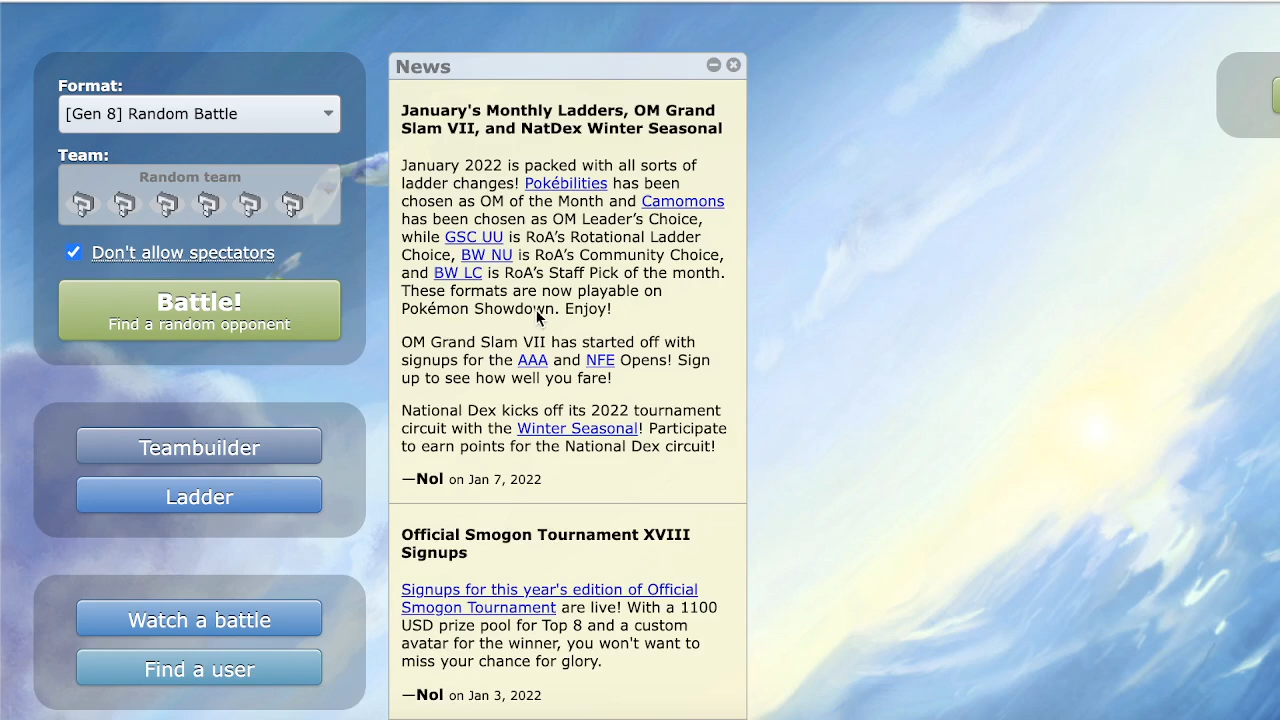 Format:
[Gen 8] Random Battle
Team:
Random team
Don't allow spectators
Battle!
Find a random opponent
Teambuilder
Ladder
Watch a battle
Find a user
News
January's Monthly Ladders, OM Grand
Slam VII, and NatDex Winter Seasonal
January 2022 is packed with all sorts of
ladder changes! Pokébilities has been
chosen as OM of the Month and Camomons
has been chosen as OM Leader’s Choice,
while GSC UU is RoA’s Rotational Ladder
Choice, BW NU is RoA’s Community Choice,
and BW LC is RoA’s Staff Pick of the month.
These formats are now playable on
Pokémon Showdown. Enjoy!
OM Grand Slam VII has started off with
signups for the AAA and NFE Opens! Sign
up to see how well you fare!
National Dex kicks off its 2022 tournament
circuit with the Winter Seasonal! Participate
to earn points for the National Dex circuit!
—Nol on Jan 7, 2022
Official Smogon Tournament XVIII
Signups
Signups for this year's edition of Official
Smogon Tournament are live! With a 1100
USD prize pool for Top 8 and a custom
avatar for the winner, you won't want to
miss your chance for glory.
—Nol on Jan 3, 2022